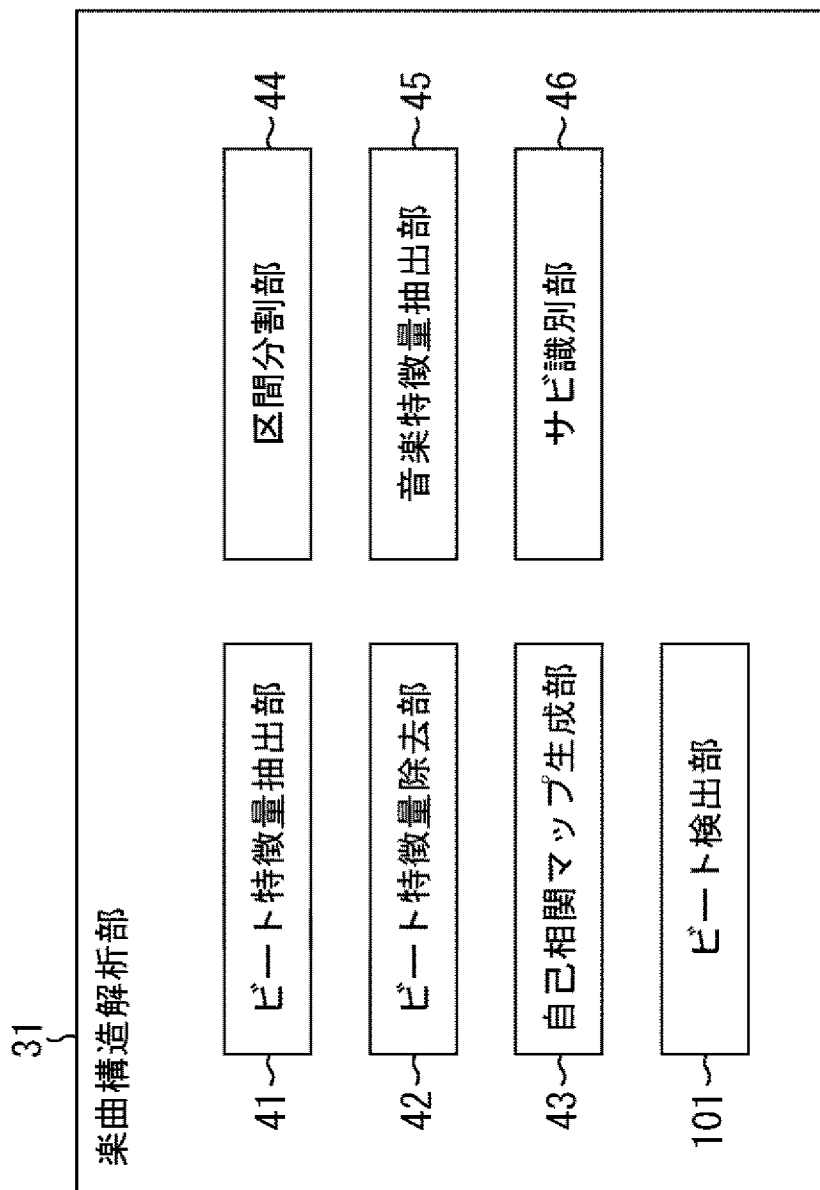 31
楽曲構造解析部
41 ビート特徴量抽出部
区間分割部 44
42 ビート特徴量除去部
音楽特徴量抽出部 45
43 自己相関マップ生成部
サビ識別部 46
101 ビート検出部